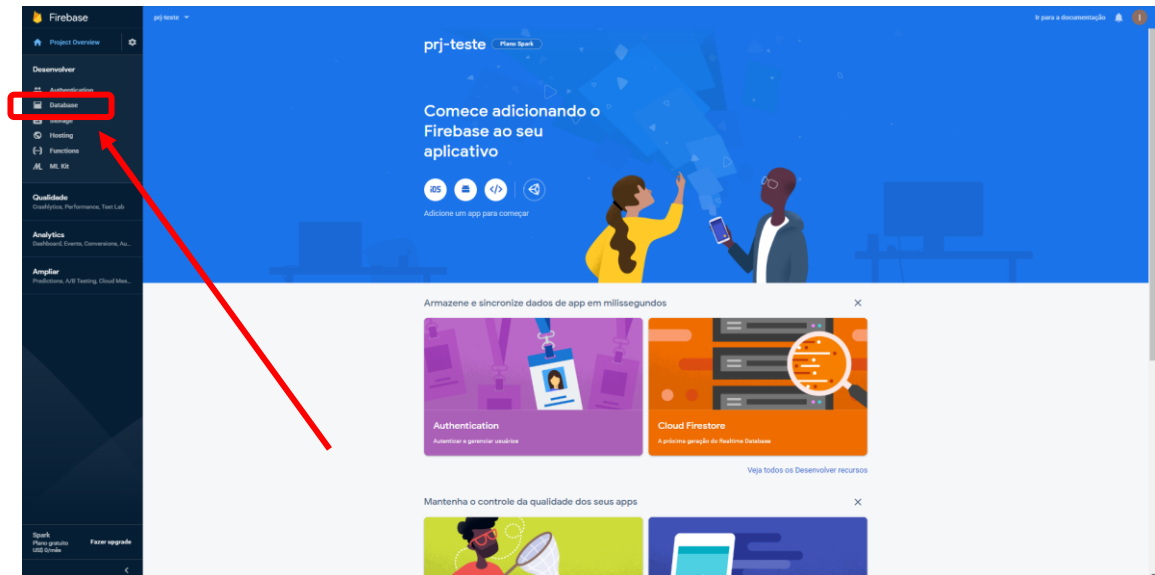 Firebase
prj-teste
Ir para a documentação
I
Project Overview
prj-teste
Plano Spark
Desenvolver
Authentication
Database
Storage
Hosting
Functions
ML Kit
Comece adicionando o
Firebase ao seu
aplicativo
iOS
Adicione um app para começar
Qualidade
Crashlytics, Performance, Test Lab
Analytics
Dashboard, Events, Conversions, Au...
Ampliar
Predictions, A/B Testing, Cloud Mes...
Armazene e sincronize dados de app em milissegundos
Authentication
Autenticar e gerenciar usuários
Cloud Firestore
A próxima geração do Realtime Database
Veja todos os Desenvolver recursos
Mantenha o controle da qualidade dos seus apps
Spark
Plano gratuito
US$ 0/mês
Fazer upgrade